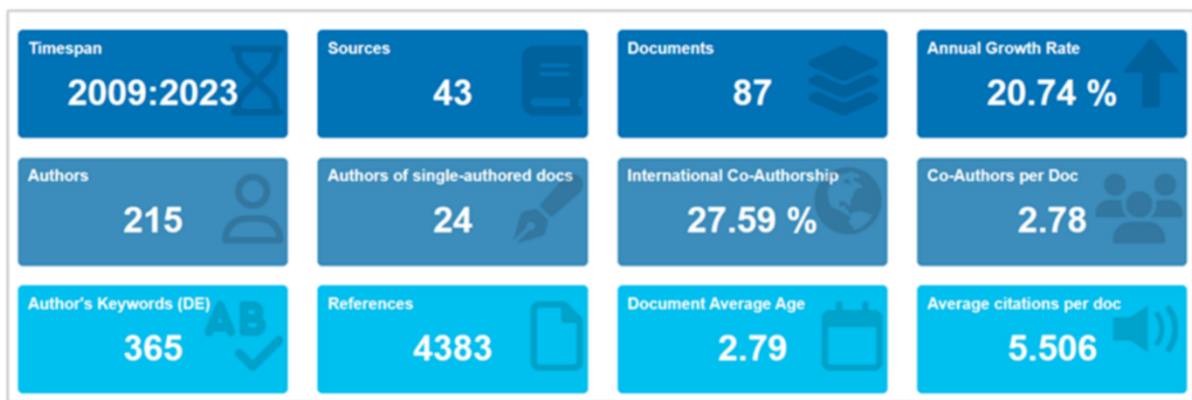 Timespan
2009:2023
Sources
43
Documents
87
Annual Growth Rate
20.74 %
Authors
215
Authors of single-authored docs
24
International Co-Authorship
27.59 %
Co-Authors per Doc
2.78
Author's Keywords (DE)
365
AB
References
4383
Document Average Age
2.79
Average citations per doc
5.506